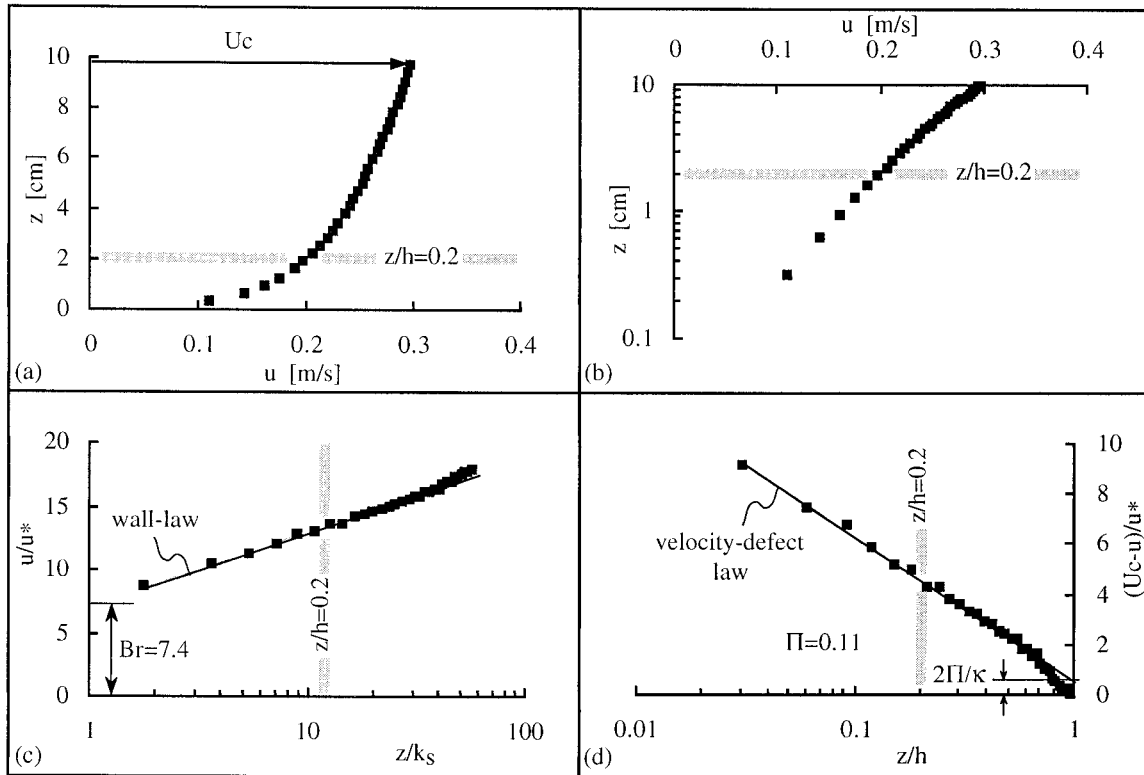 Uc
10
8
6
4
2
0
z [cm]
z/h=0.2
0 0.1 0.2 0.3 0.4
u [m/s]
(a)
u [m/s]
0 0.1 0.2 0.3 0.4
10
1
0.1
z [cm]
z/h=0.2
(b)
20
15
10
5
0
u/u*
wall-law
Br=7.4
z/h=0.2
1 10 100
z/ks
(c)
10
8
6
4
2
0
(Uc-u)/u*
z/h=0.2
velocity-defect
law
Π=0.11
2Π/κ
0.01 0.1 1
z/h
(d)